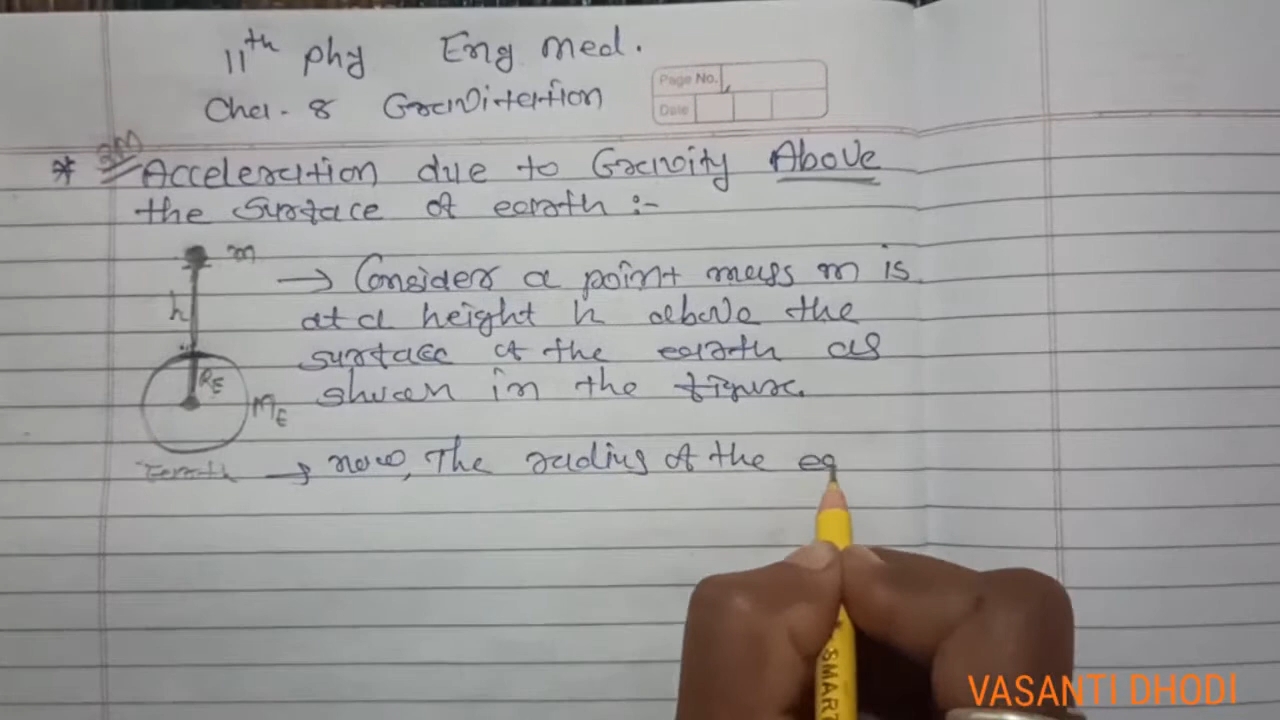 11th phy Eng med.
Cha. 8 Gravitation
Page No.
Date
* 3M Acceleration due to Gravity Above
the surface of earth :-
m
→ Consider a point mass m is
h
at a height h above the
surface of the earth as
RE
shown in the figure.
ME
Earth → now, The radius of the ea
SMART
VASANTI DHODI